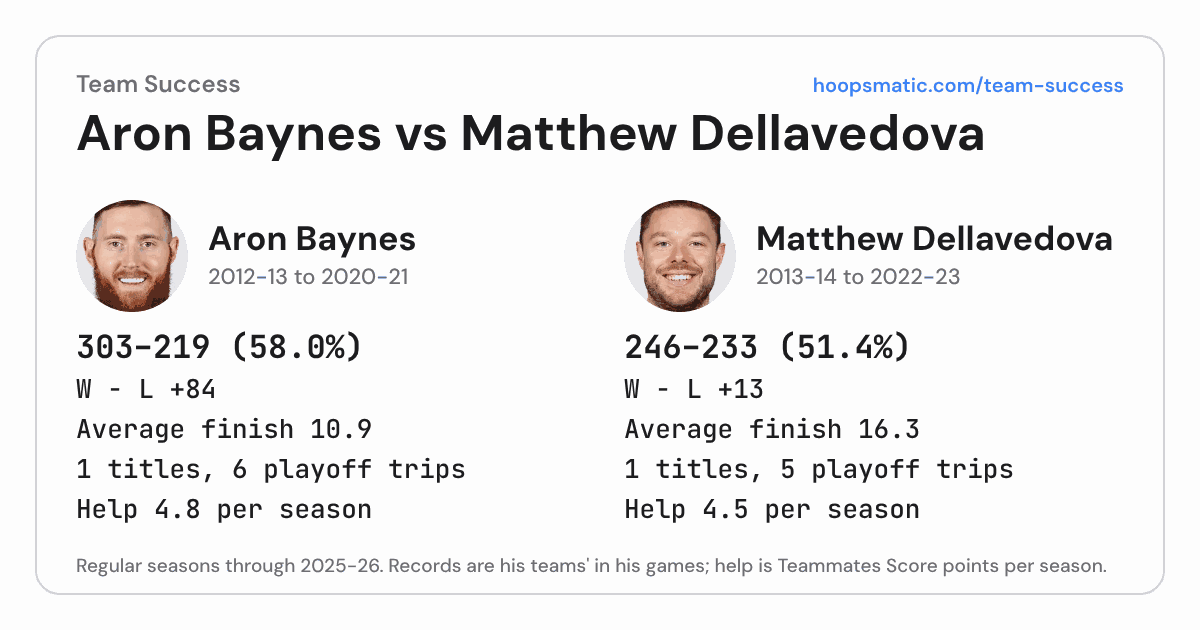 Team Success
hoopsmatic.com/team-success
Aron Baynes vs Matthew Dellavedova
Aron Baynes
2012–13 to 2020–21
303–219 (58.0%)
W - L +84
Average finish 10.9
1 titles, 6 playoff trips
Help 4.8 per season
Matthew Dellavedova
2013–14 to 2022–23
246–233 (51.4%)
W - L +13
Average finish 16.3
1 titles, 5 playoff trips
Help 4.5 per season
Regular seasons through 2025-26. Records are his teams' in his games; help is Teammates Score points per season.